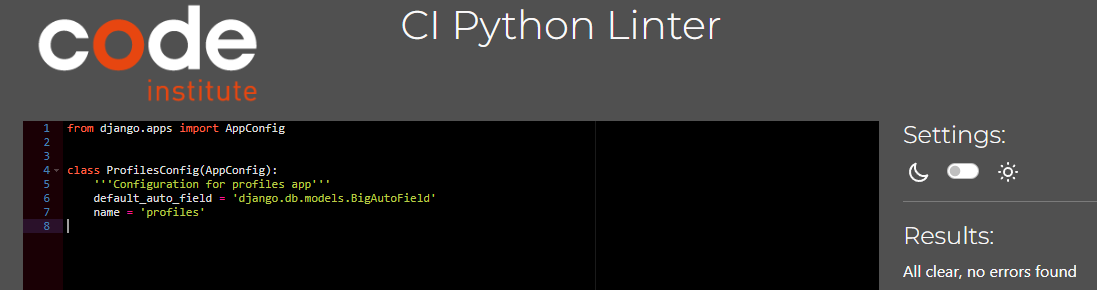 code
institute
CI Python Linter
1 from django.apps import AppConfig
2
3
4 class ProfilesConfig(AppConfig):
5     '''Configuration for profiles app'''
6     default_auto_field = 'django.db.models.BigAutoField'
7     name = 'profiles'
8
Settings:
Results:
All clear, no errors found